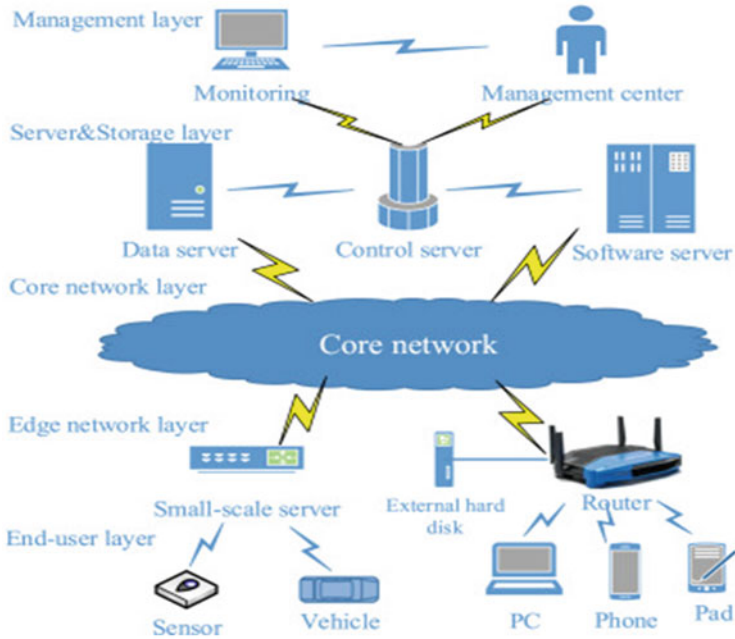 Management layer
Monitoring
Management center
Server&Storage layer
Data server
Control server
Software server
Core network layer
Core network
Edge network layer
Small-scale server
External hard
disk
Router
End-user layer
Sensor
Vehicle
PC
Phone
Pad